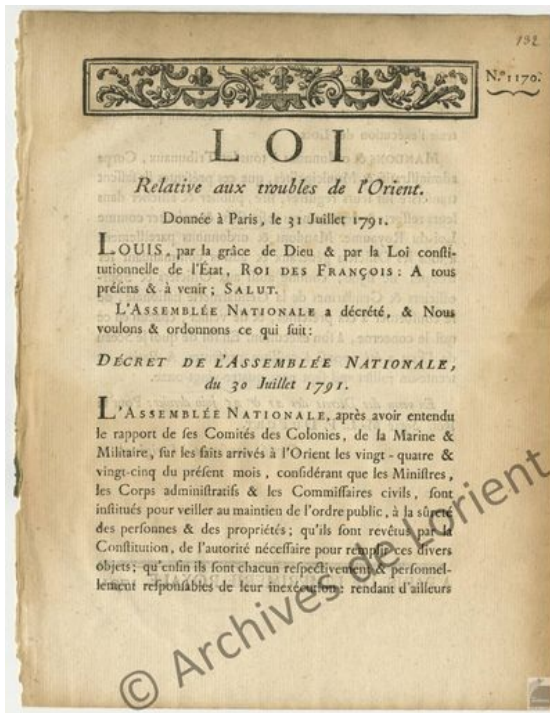 132
N.º 1170.
LOI
Relative aux troubles de l'Orient.
Donnée à Paris, le 31 Juillet 1791.
LOUIS, par la grâce de Dieu & par la Loi consti-
tutionnelle de l'État, ROI DES FRANÇOIS: A tous
présens & à venir; SALUT.
L'ASSEMBLÉE NATIONALE a décrété, & Nous
voulons & ordonnons ce qui suit:
DÉCRET DE L'ASSEMBLÉE NATIONALE,
du 30 Juillet 1791.
L'ASSEMBLÉE NATIONALE, après avoir entendu
le rapport de ses Comités des Colonies, de la Marine &
Militaire, sur les faits arrivés à l'Orient les vingt-quatre &
vingt-cinq du présent mois, considérant que les Ministres,
les Corps administratifs & les Commissaires civils, sont
institués pour veiller au maintien de l'ordre public, à la sûreté
des personnes & des propriétés; qu'ils sont revêtus par la
Constitution, de l'autorité nécessaire pour remplir ces divers
objets; qu'enfin ils sont chacun respectivement & personnel-
lement responsables de leur inexécution: rendant d'ailleurs
© Archives de Lorient